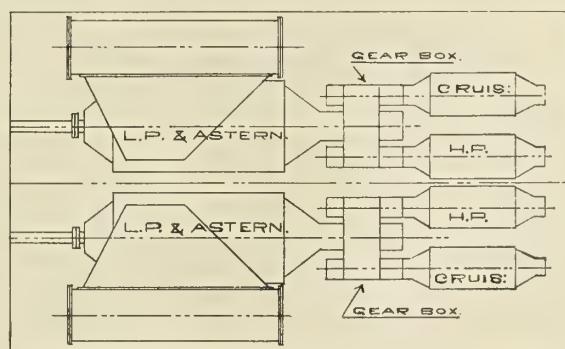 GEAR BOX.
CRUIS:
L.P. & ASTERN.
H.P.
H.P.
L.P. & ASTERN.
CRUIS:
GEAR BOX.